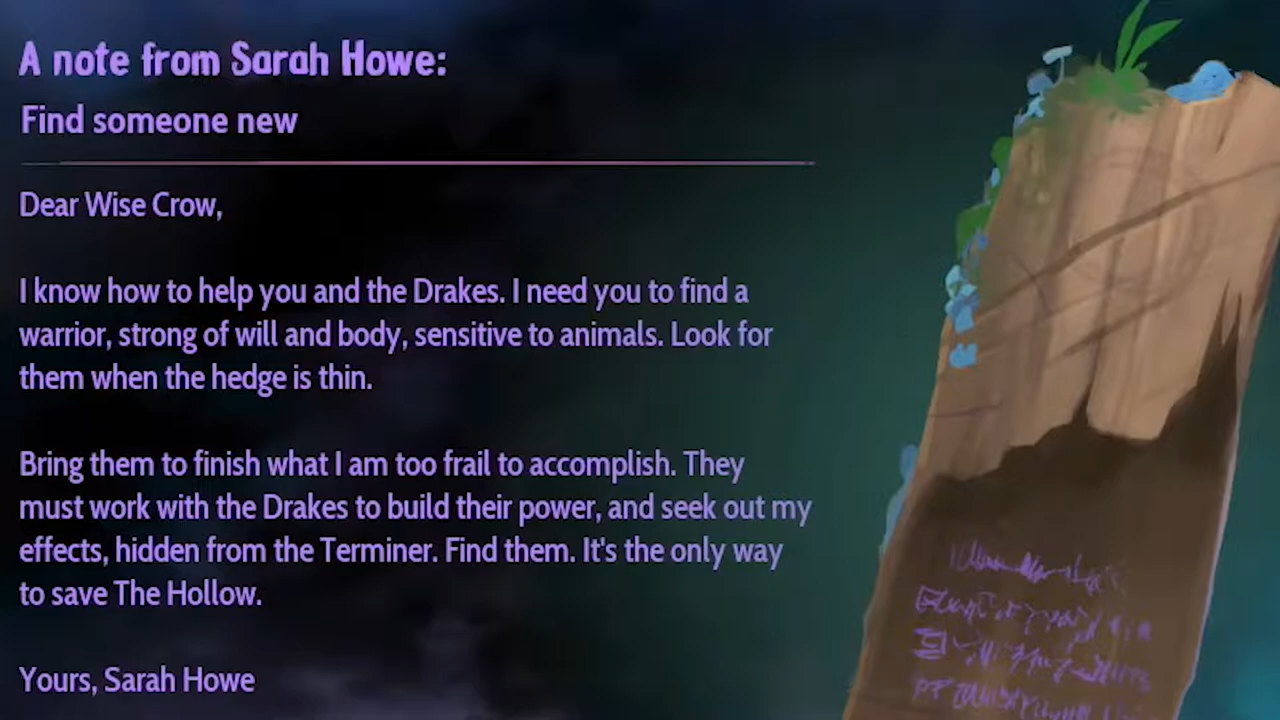 A note from Sarah Howe:
Find someone new
Dear Wise Crow,
I know how to help you and the Drakes. I need you to find a
warrior, strong of will and body, sensitive to animals. Look for
them when the hedge is thin.
Bring them to finish what I am too frail to accomplish. They
must work with the Drakes to build their power, and seek out my
effects, hidden from the Terminer. Find them. It's the only way
to save The Hollow.
Yours, Sarah Howe